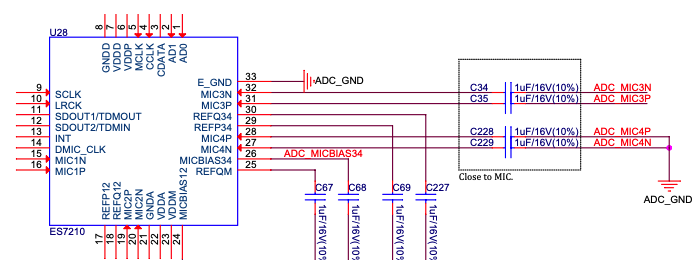 U28
8 7 6 5 4 3 2 1
GNDD VDDD VDDP MCLK CCLK CDATA AD1 AD0
E_GND 33 ADC_GND
9 SCLK MIC3N 32 C34 1uF/16V(10%) ADC_MIC3N
10 LRCK MIC3P 31 C35 1uF/16V(10%) ADC_MIC3P
11 SDOUT1/TDMOUT REFQ34 30
12 SDOUT2/TDMIN REFP34 29
13 INT MIC4P 28 C228 1uF/16V(10%) ADC_MIC4P
14 DMIC_CLK MIC4N 27 C229 1uF/16V(10%) ADC_MIC4N
15 MIC1N MICBIAS34 26 ADC_MICBIAS34
16 MIC1P REFQM 25
Close to MIC.
ADC_GND
C67 C68 C69 C227
1uF/16V(10% 1uF/16V(10% 1uF/16V(10% 1uF/16V(10%
REFP12 REFQ12 MIC2P MIC2N GNDA VDDA VDDM MICBIAS12
ES7210
17 18 19 20 21 22 23 24